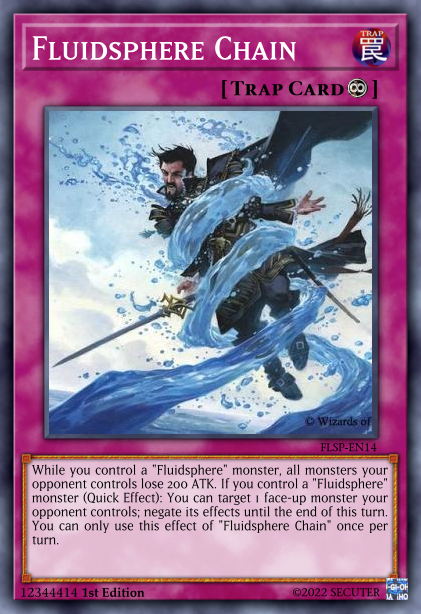 Fluidsphere Chain
TRAP
罠
[Trap Card]
© Wizards of
FLSP-EN14
While you control a "Fluidsphere" monster, all monsters your
opponent controls lose 200 ATK. If you control a "Fluidsphere"
monster (Quick Effect): You can target 1 face-up monster your
opponent controls; negate its effects until the end of this turn.
You can only use this effect of "Fluidsphere Chain" once per
turn.
12344414 1st Edition
©2022 SECUTER